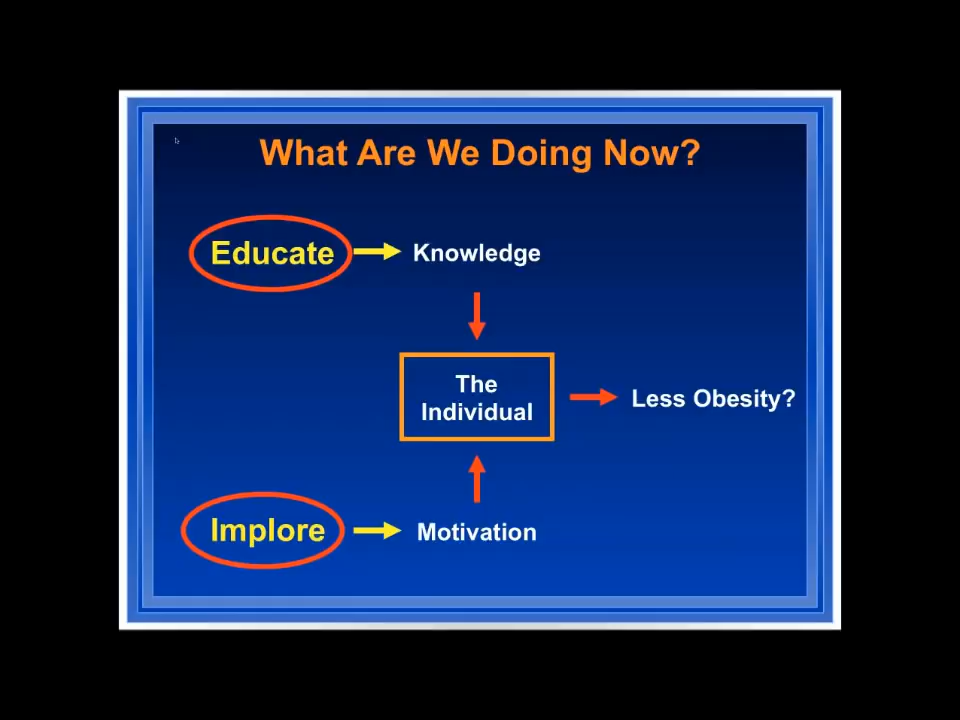 What Are We Doing Now?
Educate
Knowledge
The
Individual
Less Obesity?
Implore
Motivation